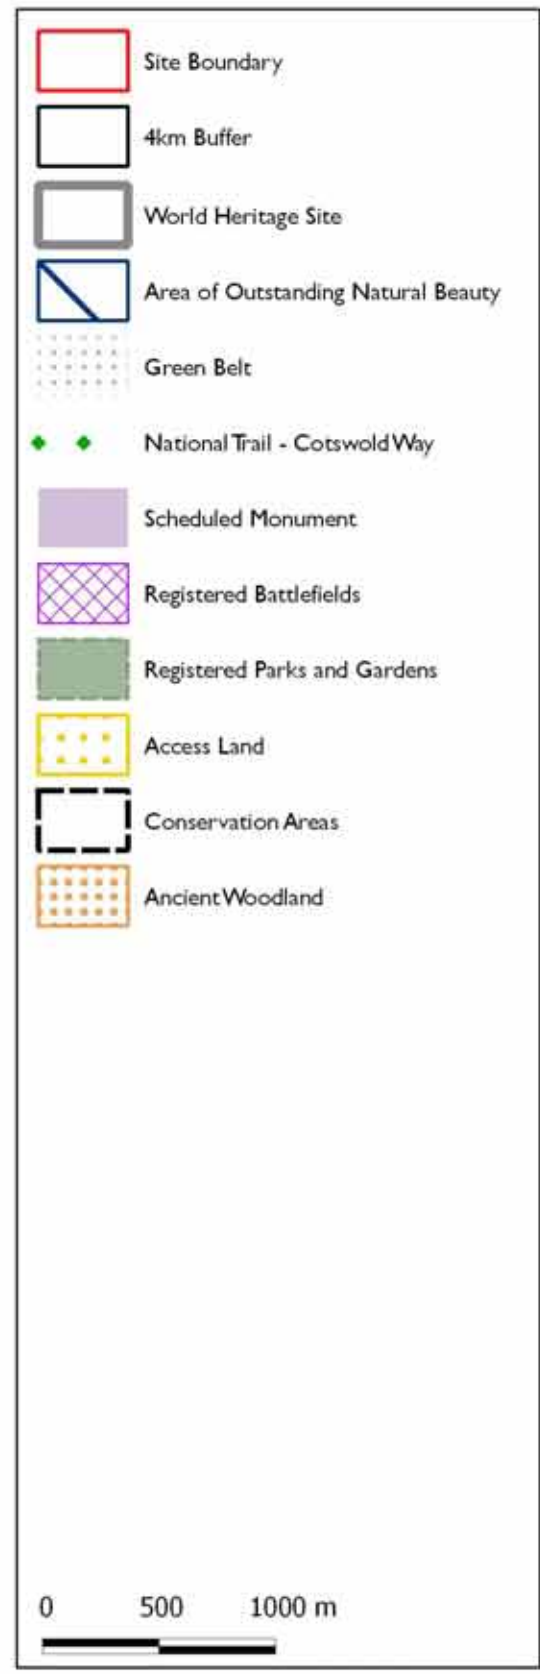 Site Boundary
4km Buffer
World Heritage Site
Area of Outstanding Natural Beauty
Green Belt
National Trail - Cotswold Way
Scheduled Monument
Registered Battlefields
Registered Parks and Gardens
Access Land
Conservation Areas
Ancient Woodland
0 500 1000 m